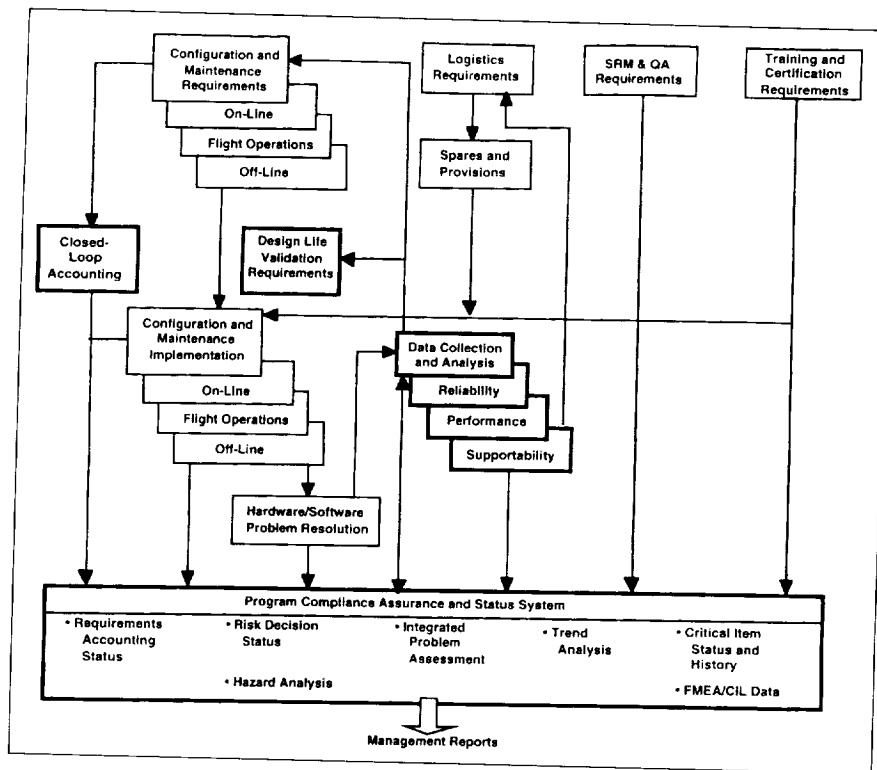 Configuration and
Maintenance
Requirements
On-Line
Flight Operations
Off-Line
Logistics
Requirements
SRM & QA
Requirements
Training and
Certification
Requirements
Spares and
Provisions
Closed-
Loop
Accounting
Design Life
Validation
Requirements
Configuration and
Maintenance
Implementation
On-Line
Flight Operations
Off-Line
Data Collection
and Analysis
Reliability
Performance
Supportability
Hardware/Software
Problem Resolution
Program Compliance Assurance and Status System
• Requirements
Accounting
Status
• Risk Decision
Status
• Hazard Analysis
• Integrated
Problem
Assessment
• Trend
Analysis
• Critical Item
Status and
History
• FMEA/CIL Data
Management Reports